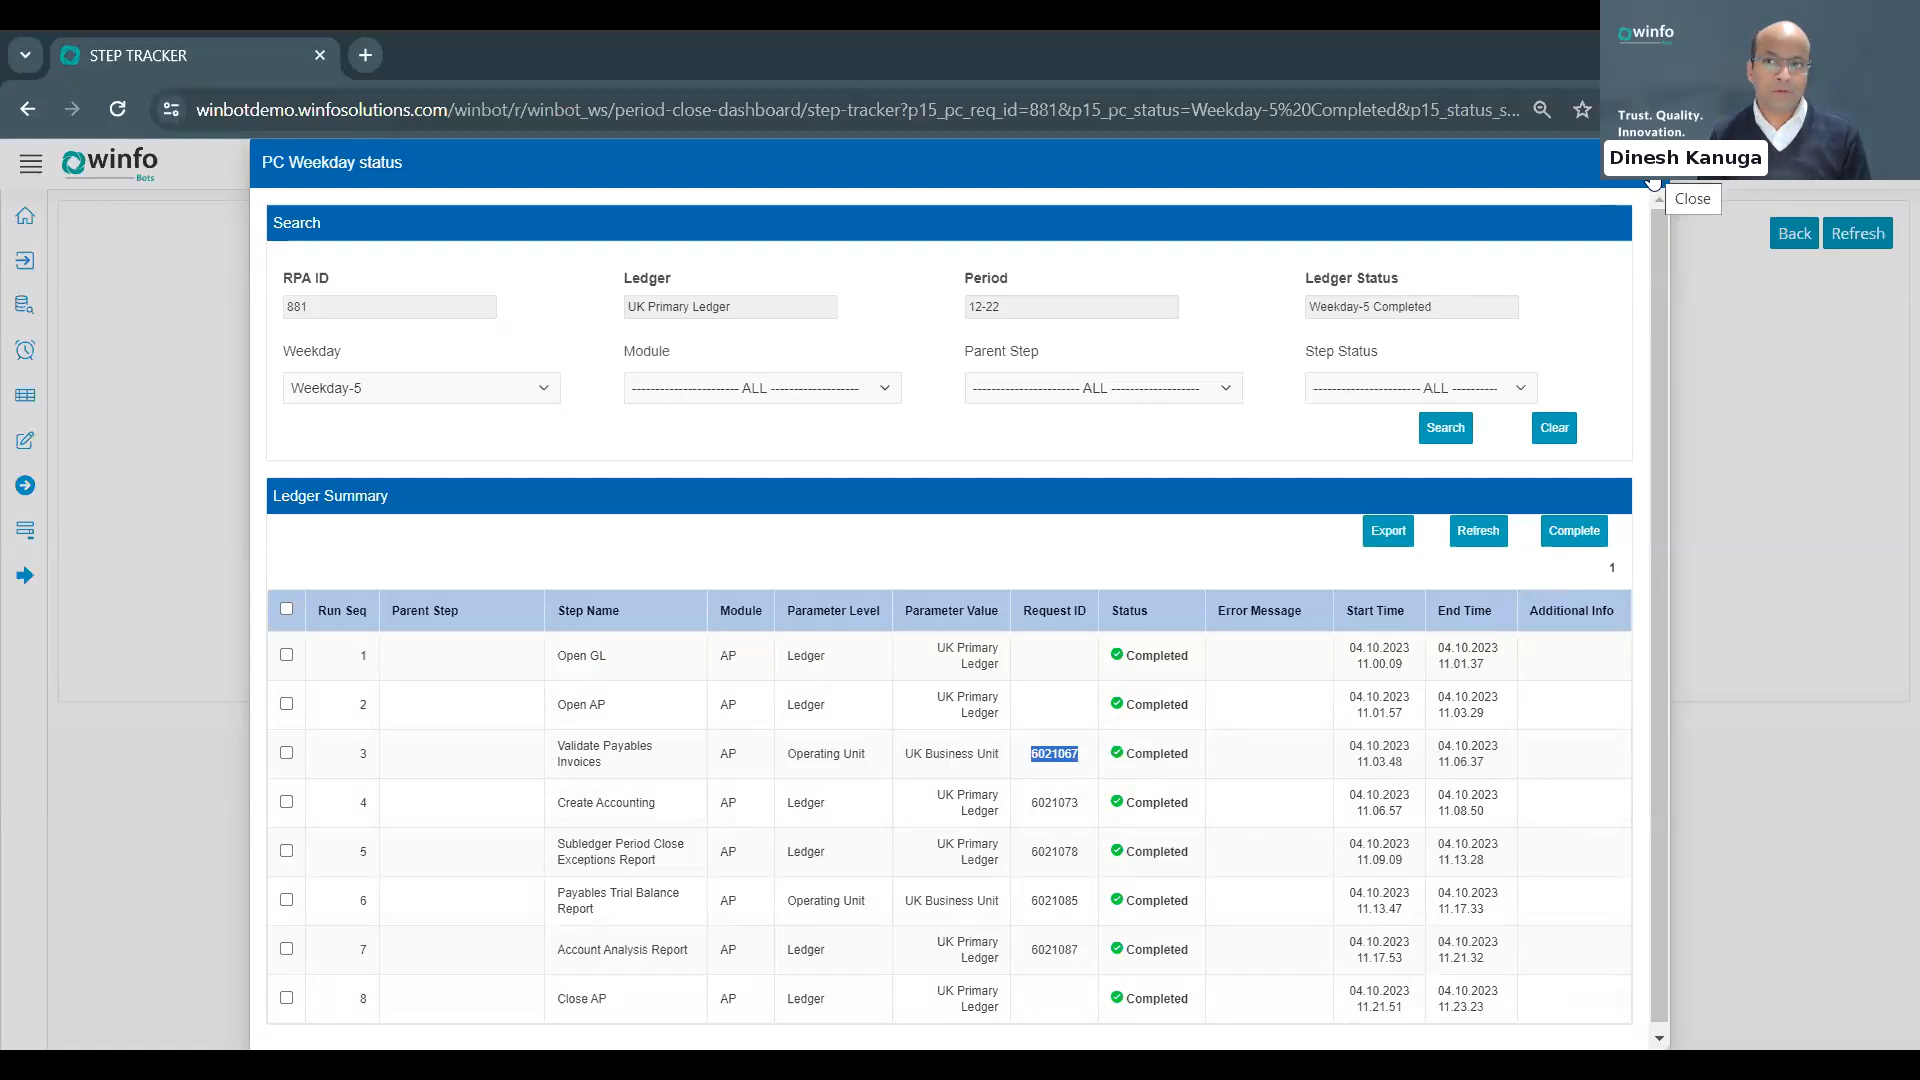 STEP TRACKER
winbotdemo.winfosolutions.com/winbot/r/winbot_ws/period-close-dashboard/step-tracker?p15_pc_req_id=881&p15_pc_status=Weekday-5%20Completed&p15_status_s...
winfo
Trust. Quality.
Innovation.
Dinesh Kanuga
winfo
Bots
PC Weekday status
Close
Back Refresh
Search
RPA ID Ledger Period Ledger Status
881 UK Primary Ledger 12-22 Weekday-5 Completed
Weekday Module Parent Step Step Status
Weekday-5 ---------------------- ALL ------------------- ---------------------- ALL ------------------- ---------------------- ALL ----------
Search Clear
Ledger Summary
Export Refresh Complete
1
Run Seq Parent Step Step Name Module Parameter Level Parameter Value Request ID Status Error Message Start Time End Time Additional Info
1 Open GL AP Ledger UK Primary Ledger Completed 04.10.2023 11.00.09 04.10.2023 11.01.37
2 Open AP AP Ledger UK Primary Ledger Completed 04.10.2023 11.01.57 04.10.2023 11.03.29
3 Validate Payables Invoices AP Operating Unit UK Business Unit 6021067 Completed 04.10.2023 11.03.48 04.10.2023 11.06.37
4 Create Accounting AP Ledger UK Primary Ledger 6021073 Completed 04.10.2023 11.06.57 04.10.2023 11.08.50
5 Subledger Period Close Exceptions Report AP Ledger UK Primary Ledger 6021078 Completed 04.10.2023 11.09.09 04.10.2023 11.13.28
6 Payables Trial Balance Report AP Operating Unit UK Business Unit 6021085 Completed 04.10.2023 11.13.47 04.10.2023 11.17.33
7 Account Analysis Report AP Ledger UK Primary Ledger 6021087 Completed 04.10.2023 11.17.53 04.10.2023 11.21.32
8 Close AP AP Ledger UK Primary Ledger Completed 04.10.2023 11.21.51 04.10.2023 11.23.23